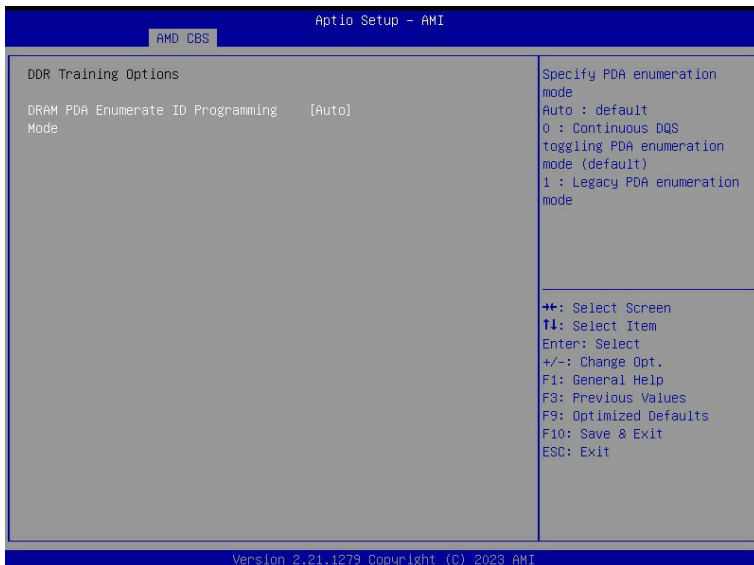 Aptio Setup - AMI
AMD CBS
DDR Training Options
DRAM PDA Enumerate ID Programming [Auto]
Mode
Specify PDA enumeration
mode
Auto : default
0 : Continuous DQS
toggling PDA enumeration
mode (default)
1 : Legacy PDA enumeration
mode
→←: Select Screen
↑↓: Select Item
Enter: Select
+/-: Change Opt.
F1: General Help
F3: Previous Values
F9: Optimized Defaults
F10: Save & Exit
ESC: Exit
Version 2.21.1279 Copyright (C) 2023 AMI